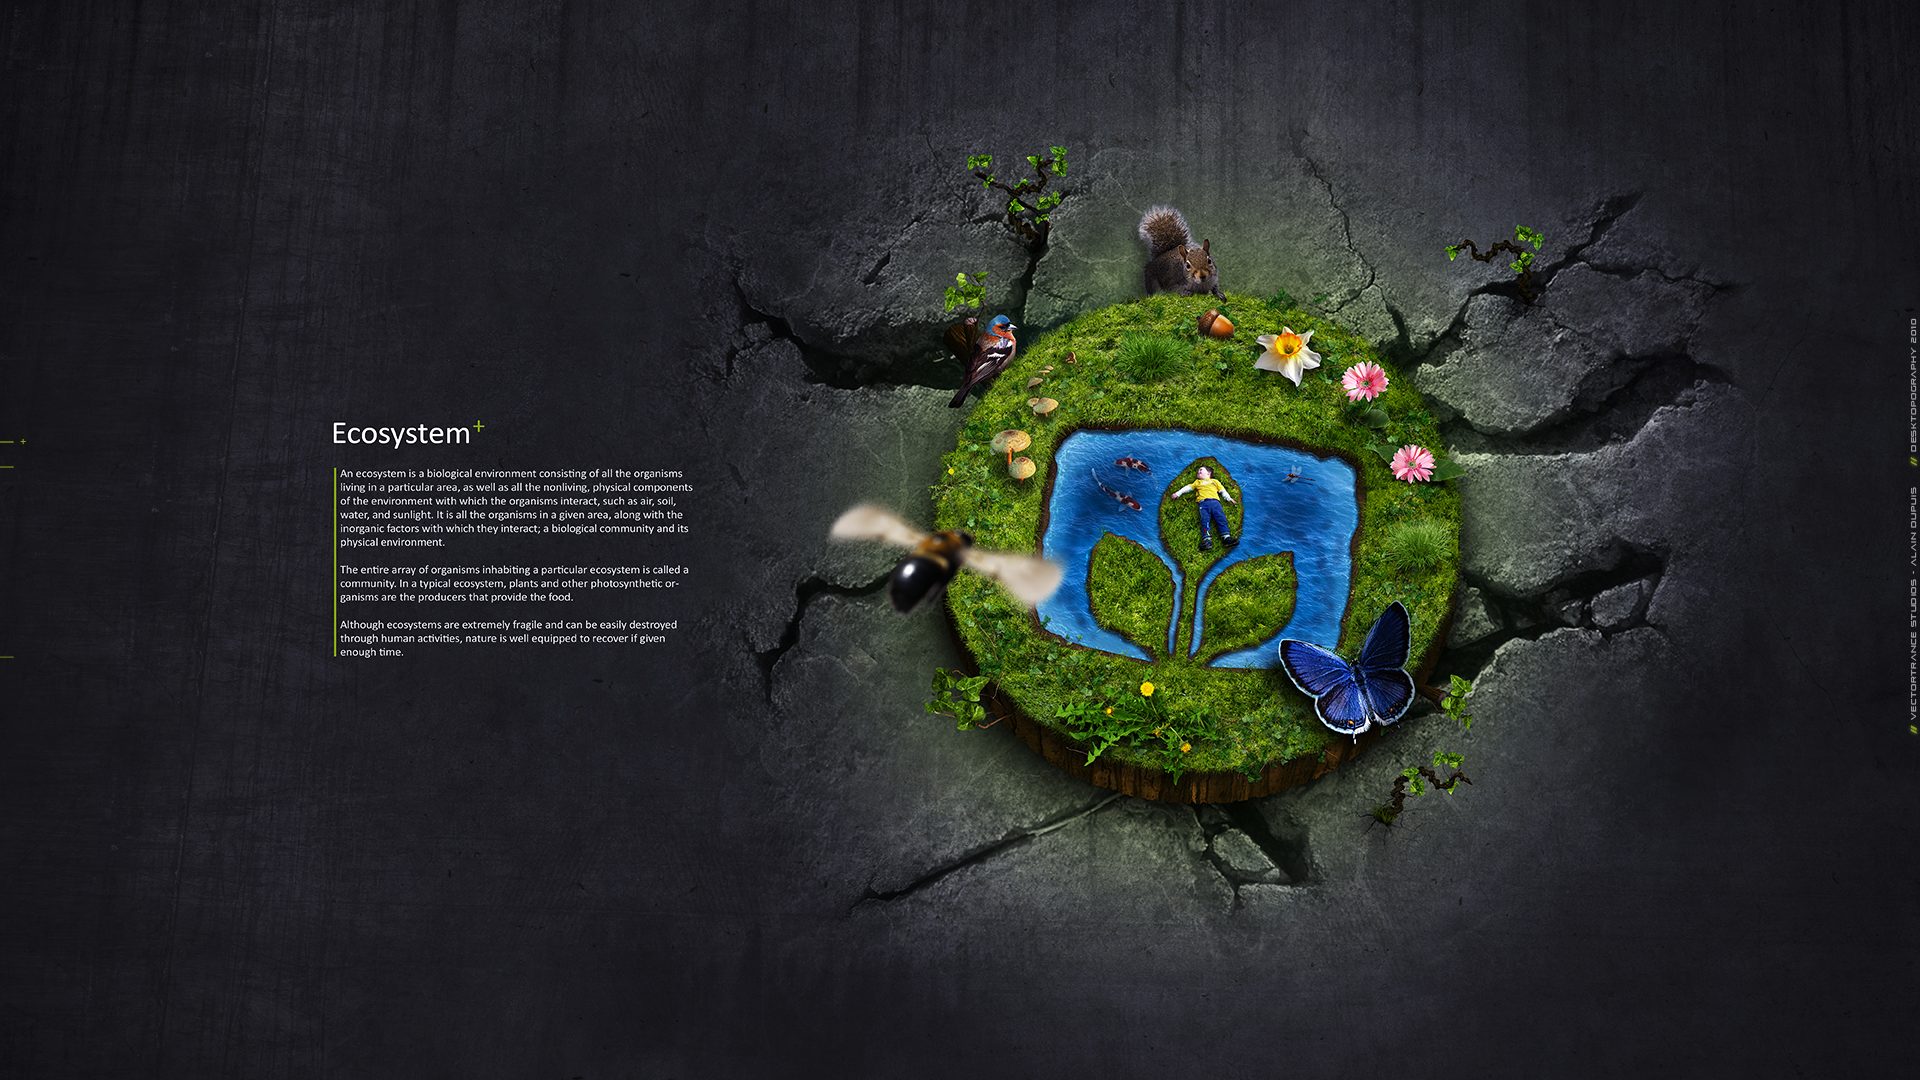 Ecosystem+
An ecosystem is a biological environment consisting of all the organisms
living in a particular area, as well as all the nonliving, physical components
of the environment with which the organisms interact, such as air, soil,
water, and sunlight. It is all the organisms in a given area, along with the
inorganic factors with which they interact; a biological community and its
physical environment.
The entire array of organisms inhabiting a particular ecosystem is called a
community. In a typical ecosystem, plants and other photosynthetic or-
ganisms are the producers that provide the food.
Although ecosystems are extremely fragile and can be easily destroyed
through human activities, nature is well equipped to recover if given
enough time.
// VECTORTRANCE STUDIOS - ALAIN DUPUIS // DESKTOPOGRAPHY 2010